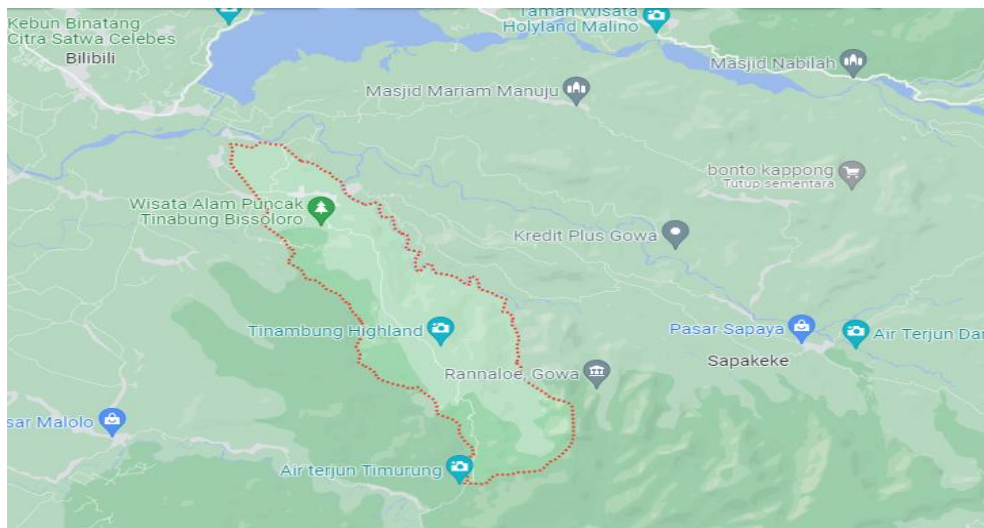 Kebun Binatang
Citra Satwa Celebes
Bilibili
Taman Wisata
Holyland Malino
Masjid Nabilah
Masjid Mariam Manuju
bonto kappong
Tutup sementara
Wisata Alam Puncak
Tinabung Bissoloro
Kredit Plus Gowa
Tinambung Highland
Pasar Sapaya
Air Terjun Dar
Sapakeke
Rannaloe, Gowa
sar Malolo
Air terjun Timurung